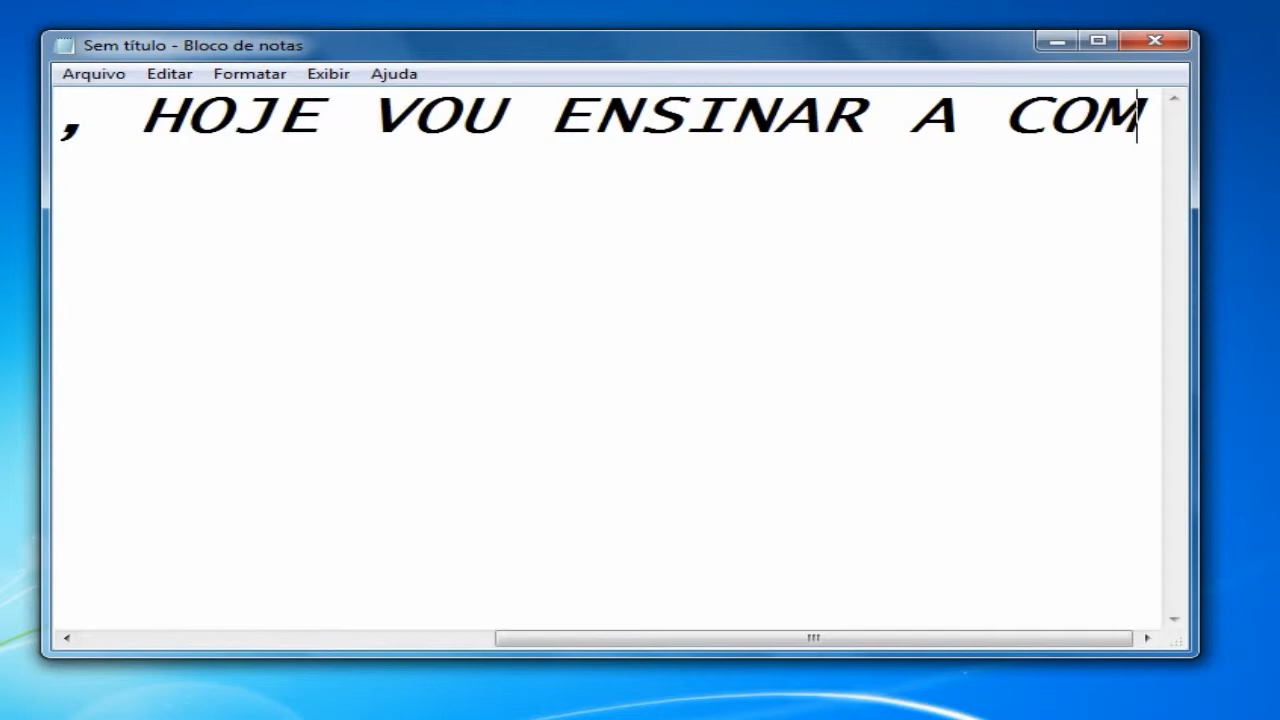 Sem título - Bloco de notas
Arquivo Editar Formatar Exibir Ajuda
, HOJE VOU ENSINAR A COM